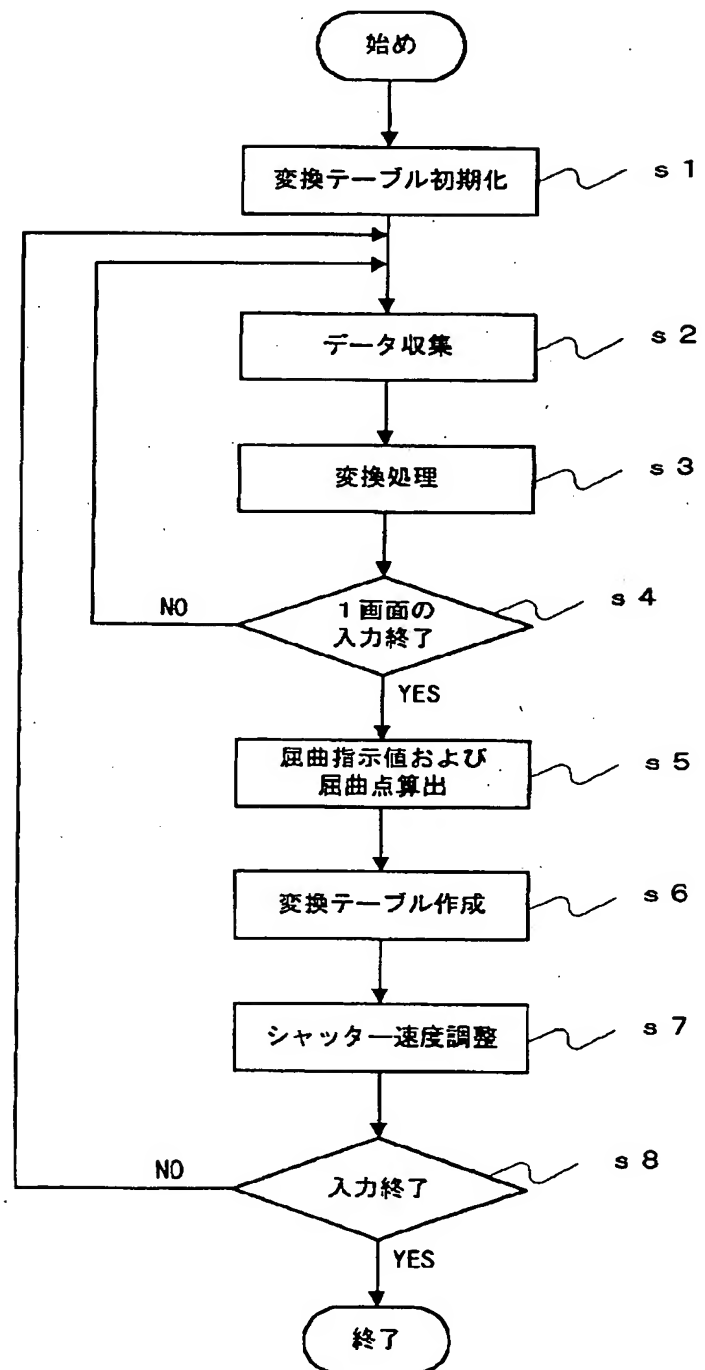 始め
変換テーブル初期化
s 1
データ収集
s 2
変換処理
s 3
1画面の
入力終了
s 4
NO
YES
屈曲指示値および
屈曲点算出
s 5
変換テーブル作成
s 6
シャッター速度調整
s 7
入力終了
s 8
NO
YES
終了